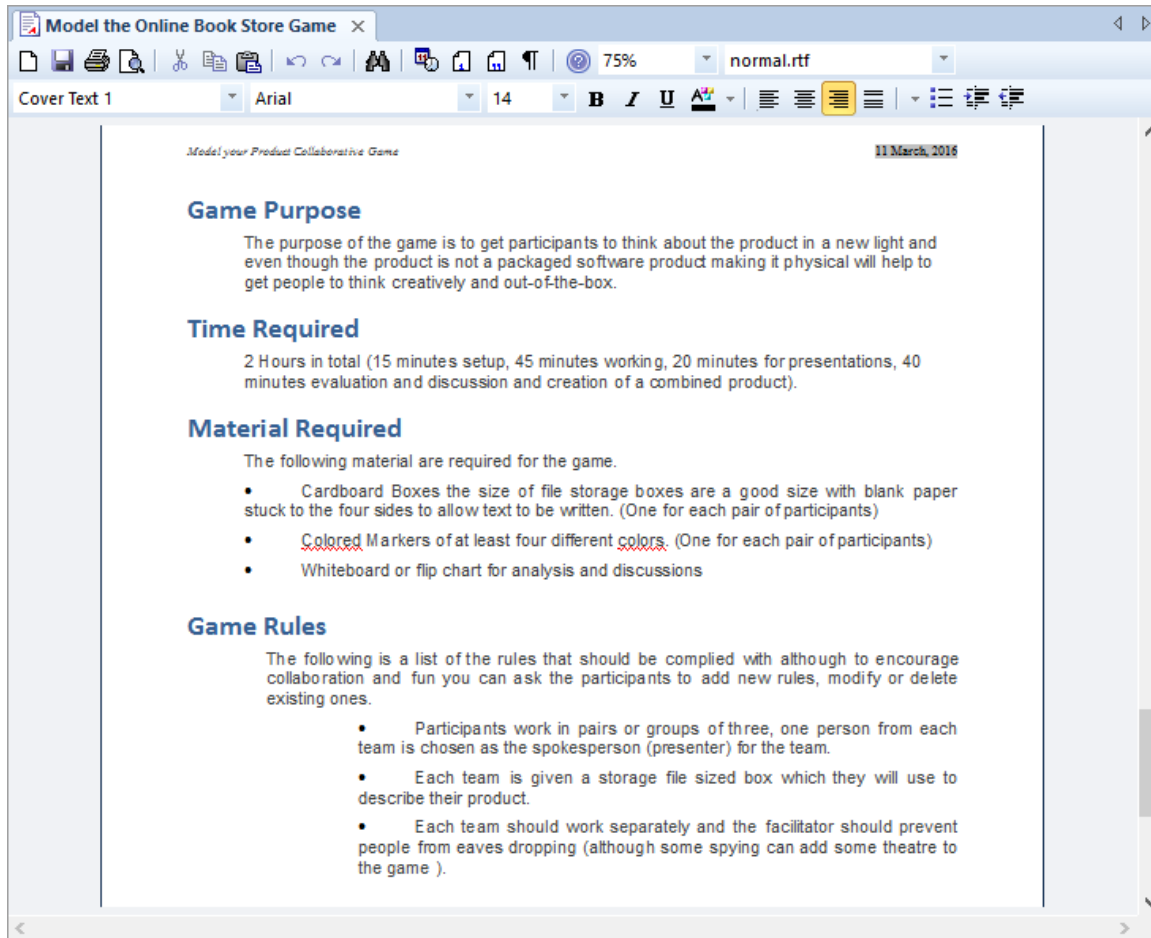 Model the Online Book Store Game
75% normal.rtf
Cover Text 1 Arial 14 B I U A
Model your Product Collaborative Game 11 March, 2016
Game Purpose
The purpose of the game is to get participants to think about the product in a new light and
even though the product is not a packaged software product making it physical will help to
get people to think creatively and out-of-the-box.
Time Required
2 Hours in total (15 minutes setup, 45 minutes working, 20 minutes for presentations, 40
minutes evaluation and discussion and creation of a combined product).
Material Required
The following material are required for the game.
• Cardboard Boxes the size of file storage boxes are a good size with blank paper
stuck to the four sides to allow text to be written. (One for each pair of participants)
• Colored Markers of at least four different colors. (One for each pair of participants)
• Whiteboard or flip chart for analysis and discussions
Game Rules
The following is a list of the rules that should be complied with although to encourage
collaboration and fun you can ask the participants to add new rules, modify or delete
existing ones.
• Participants work in pairs or groups of three, one person from each
team is chosen as the spokesperson (presenter) for the team.
• Each team is given a storage file sized box which they will use to
describe their product.
• Each team should work separately and the facilitator should prevent
people from eaves dropping (although some spying can add some theatre to
the game ).